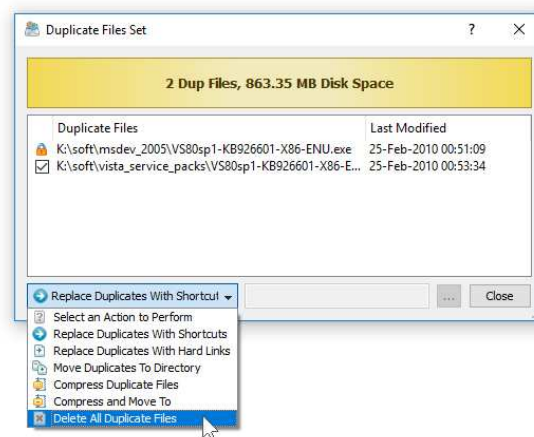 Duplicate Files Set
2 Dup Files, 863.35 MB Disk Space
Duplicate Files Last Modified
K:\soft\msdev_2005\VS80sp1-KB926601-X86-ENU.exe 25-Feb-2010 00:51:09
K:\soft\vista_service_packs\VS80sp1-KB926601-X86-E... 25-Feb-2010 00:53:34
Replace Duplicates With Shortcut ... Close
Select an Action to Perform
Replace Duplicates With Shortcuts
Replace Duplicates With Hard Links
Move Duplicates To Directory
Compress Duplicate Files
Compress and Move To
Delete All Duplicate Files